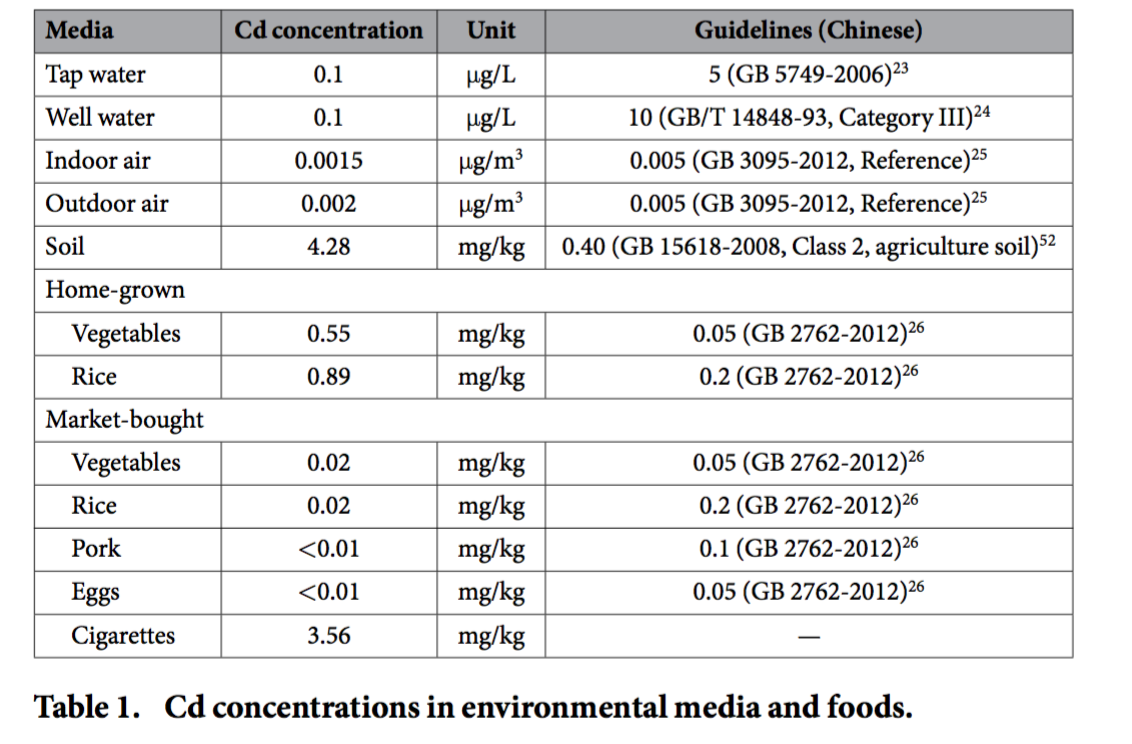 Media Cd concentration Unit Guidelines (Chinese)
Tap water 0.1 μg/L 5 (GB 5749-2006)23
Well water 0.1 μg/L 10 (GB/T 14848-93, Category III)24
Indoor air 0.0015 μg/m3 0.005 (GB 3095-2012, Reference)25
Outdoor air 0.002 μg/m3 0.005 (GB 3095-2012, Reference)25
Soil 4.28 mg/kg 0.40 (GB 15618-2008, Class 2, agriculture soil)52
Home-grown
Vegetables 0.55 mg/kg 0.05 (GB 2762-2012)26
Rice 0.89 mg/kg 0.2 (GB 2762-2012)26
Market-bought
Vegetables 0.02 mg/kg 0.05 (GB 2762-2012)26
Rice 0.02 mg/kg 0.2 (GB 2762-2012)26
Pork <0.01 mg/kg 0.1 (GB 2762-2012)26
Eggs <0.01 mg/kg 0.05 (GB 2762-2012)26
Cigarettes 3.56 mg/kg —
Table 1. Cd concentrations in environmental media and foods.